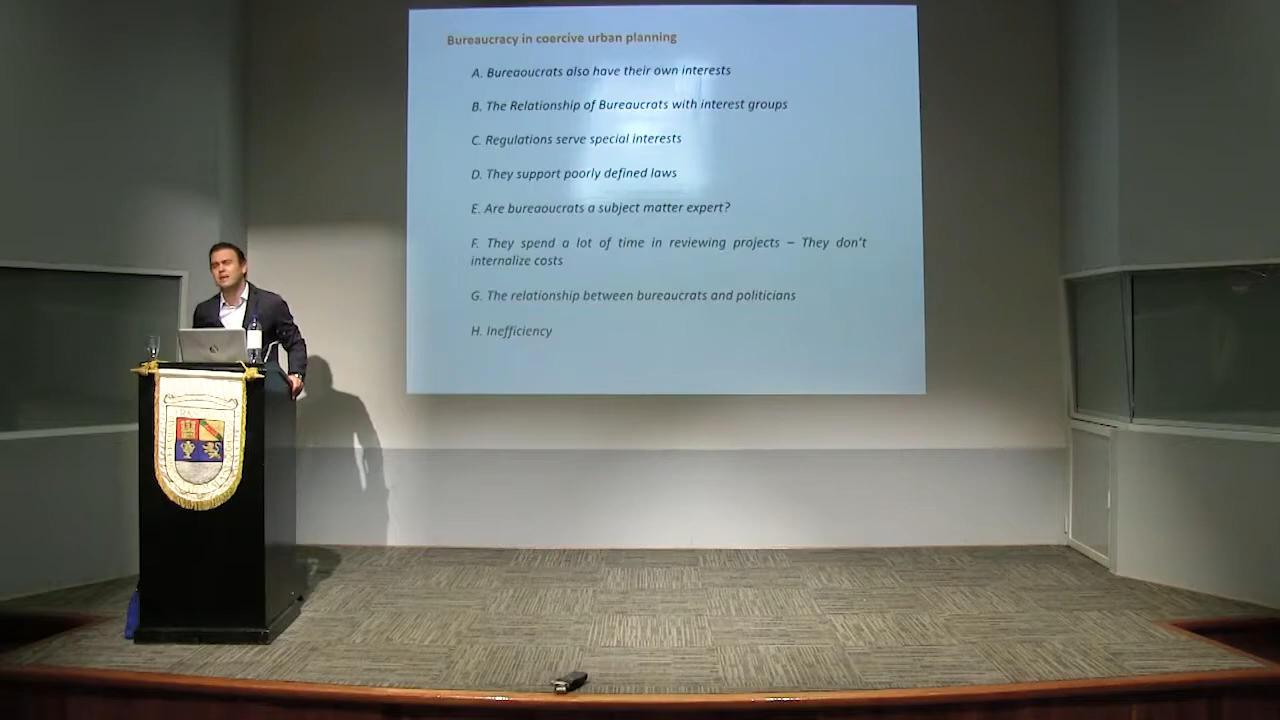 Bureaucracy in coercive urban planning
A. Bureaoucrats also have their own interests
B. The Relationship of Bureaucrats with interest groups
C. Regulations serve special interests
D. They support poorly defined laws
E. Are bureaoucrats a subject matter expert?
F. They spend a lot of time in reviewing projects – They don't
internalize costs
G. The relationship between bureaucrats and politicians
H. Inefficiency